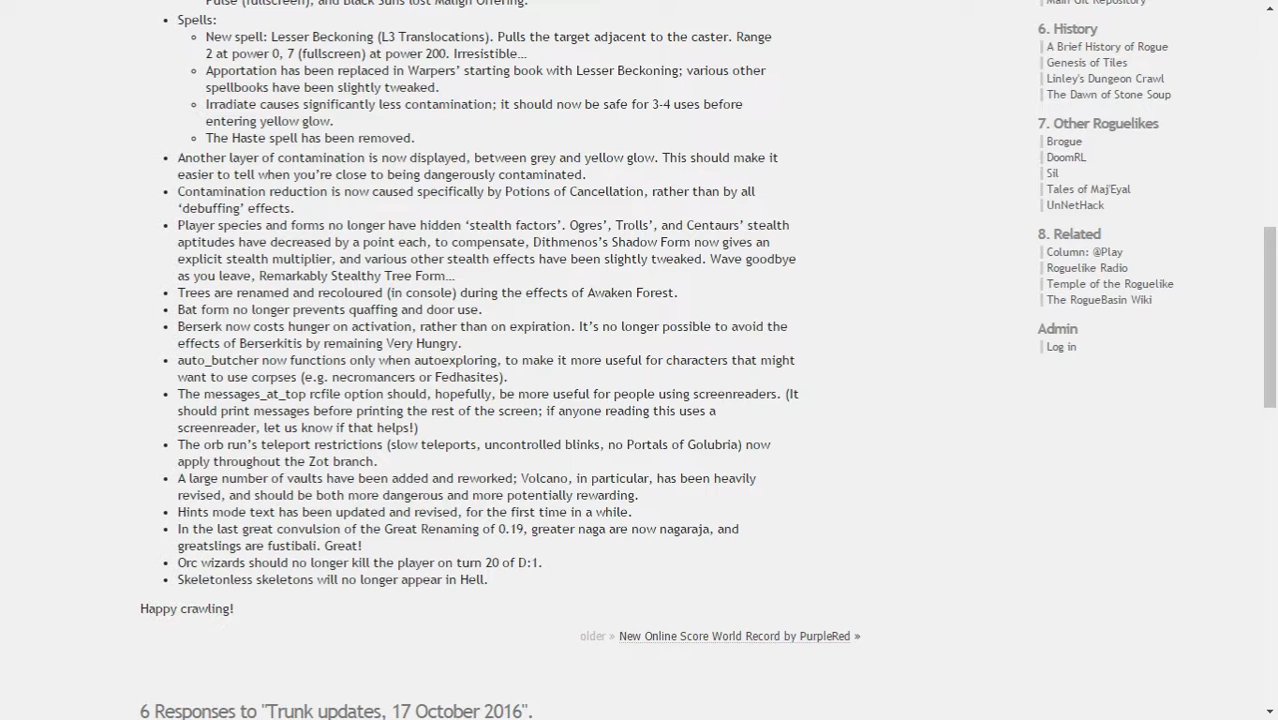 Pulse (fullscreen), and Black Suns lost Malign Offering.
Spells:
New spell: Lesser Beckoning (L3 Translocations). Pulls the target adjacent to the caster. Range
2 at power 0, 7 (fullscreen) at power 200. Irresistible...
Apportation has been replaced in Warpers’ starting book with Lesser Beckoning; various other
spellbooks have been slightly tweaked.
Irradiate causes significantly less contamination; it should now be safe for 3-4 uses before
entering yellow glow.
The Haste spell has been removed.
Another layer of contamination is now displayed, between grey and yellow glow. This should make it
easier to tell when you’re close to being dangerously contaminated.
Contamination reduction is now caused specifically by Potions of Cancellation, rather than by all
‘debuffing’ effects.
Player species and forms no longer have hidden ‘stealth factors’. Ogres’, Trolls’, and Centaurs’ stealth
aptitudes have decreased by a point each, to compensate, Dithmenos’s Shadow Form now gives an
explicit stealth multiplier, and various other stealth effects have been slightly tweaked. Wave goodbye
as you leave, Remarkably Stealthy Tree Form...
Trees are renamed and recoloured (in console) during the effects of Awaken Forest.
Bat form no longer prevents quaffing and door use.
Berserk now costs hunger on activation, rather than on expiration. It’s no longer possible to avoid the
effects of Berserkitis by remaining Very Hungry.
auto_butcher now functions only when autoexploring, to make it more useful for characters that might
want to use corpses (e.g. necromancers or Fedhasites).
The messages_at_top rcfile option should, hopefully, be more useful for people using screenreaders. (It
should print messages before printing the rest of the screen; if anyone reading this uses a
screenreader, let us know if that helps!)
The orb run’s teleport restrictions (slow teleports, uncontrolled blinks, no Portals of Golubria) now
apply throughout the Zot branch.
A large number of vaults have been added and reworked; Volcano, in particular, has been heavily
revised, and should be both more dangerous and more potentially rewarding.
Hints mode text has been updated and revised, for the first time in a while.
In the last great convulsion of the Great Renaming of 0.19, greater naga are now nagaraja, and
greatslings are fustibali. Great!
Orc wizards should no longer kill the player on turn 20 of D:1.
Skeletonless skeletons will no longer appear in Hell.
Happy crawling!
older » New Online Score World Record by PurpleRed »
6 Responses to "Trunk updates, 17 October 2016".
Main Git Repository
6. History
A Brief History of Rogue
Genesis of Tiles
Linley's Dungeon Crawl
The Dawn of Stone Soup
7. Other Roguelikes
Brogue
DoomRL
Sil
Tales of Maj'Eyal
UnNetHack
8. Related
Column: @Play
Roguelike Radio
Temple of the Roguelike
The RogueBasin Wiki
Admin
Log in